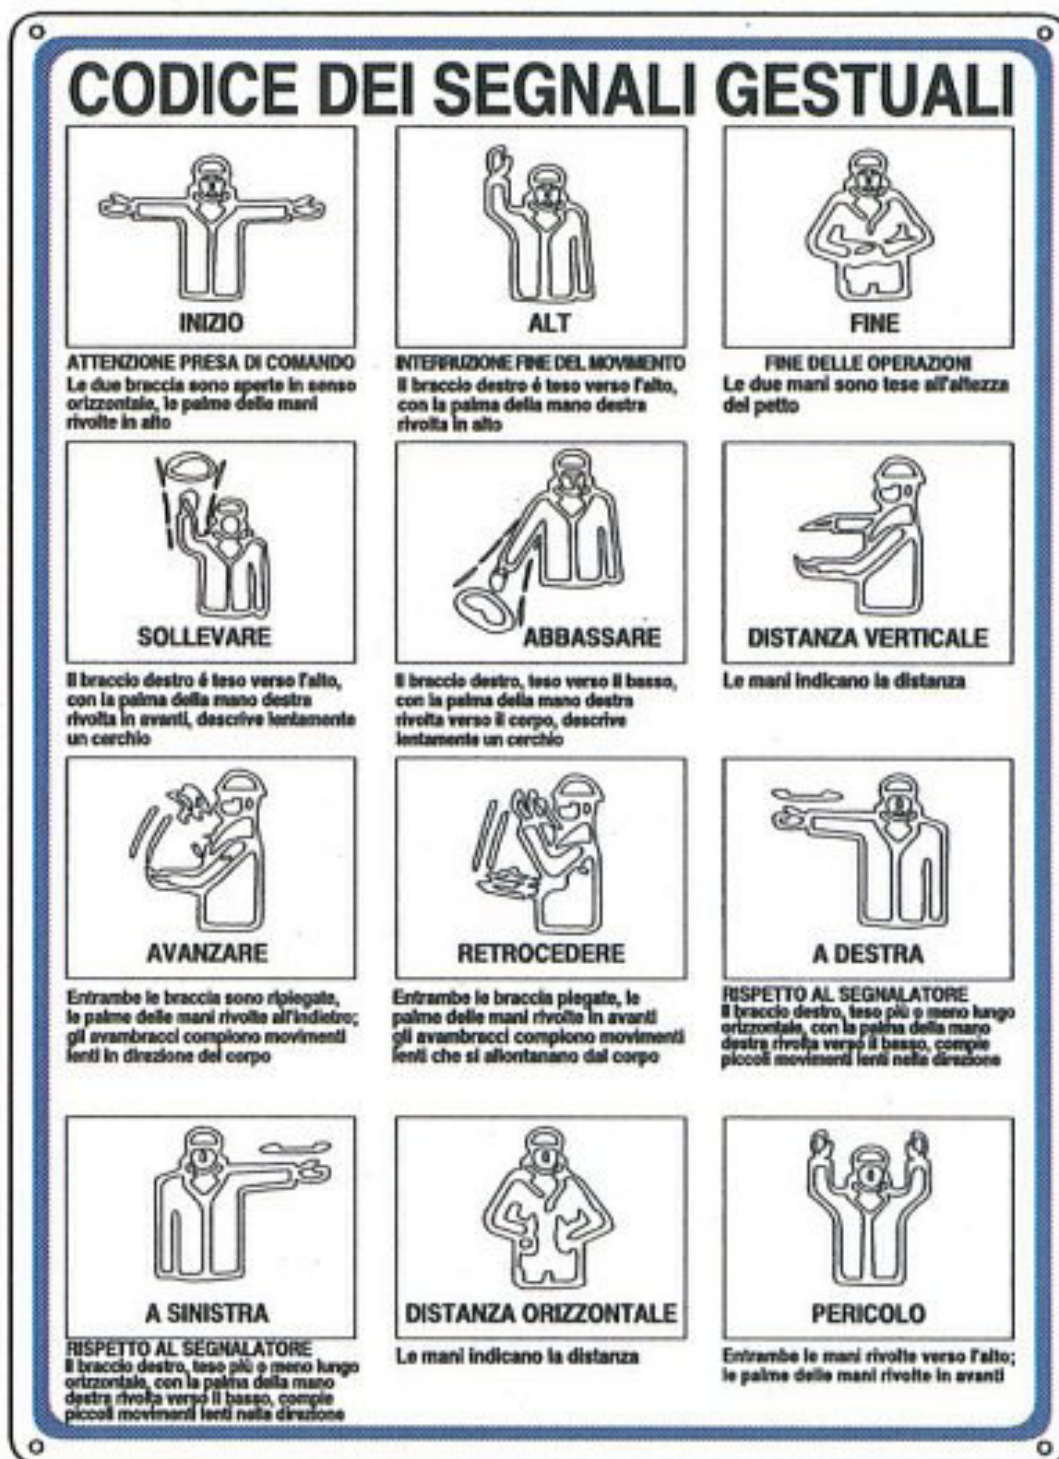 CODICE DEI SEGNALI GESTUALI
INIZIO
ATTENZIONE PRESA DI COMANDO
Le due braccia sono aperte in senso
orizzontale, le palme delle mani
rivolte in alto
ALT
INTERRUZIONE FINE DEL MOVIMENTO
Il braccio destro é teso verso l'alto,
con la palma della mano destra
rivolta in alto
FINE
FINE DELLE OPERAZIONI
Le due mani sono tese all'altezza
del petto
SOLLEVARE
Il braccio destro é teso verso l'alto,
con la palma della mano destra
rivolta in avanti, descrive lentamente
un cerchio
ABBASSARE
Il braccio destro, teso verso il basso,
con la palma della mano destra
rivolta verso il corpo, descrive
lentamente un cerchio
DISTANZA VERTICALE
Le mani indicano la distanza
AVANZARE
Entrambe le braccia sono ripiegate,
le palme delle mani rivolte all'indietro;
gli avambracci compiono movimenti
lenti in direzione del corpo
RETROCEDERE
Entrambe le braccia piegate, le
palme delle mani rivolte in avanti
gli avambracci compiono movimenti
lenti che si allontanano dal corpo
A DESTRA
RISPETTO AL SEGNALATORE
Il braccio destro, teso più o meno lungo
orizzontale, con la palma della mano
destra rivolta verso il basso, compie
piccoli movimenti lenti nella direzione
A SINISTRA
RISPETTO AL SEGNALATORE
Il braccio destro, teso più o meno lungo
orizzontale, con la palma della mano
destra rivolta verso il basso, compie
piccoli movimenti lenti nella direzione
DISTANZA ORIZZONTALE
Le mani indicano la distanza
PERICOLO
Entrambe le mani rivolte verso l'alto;
le palme delle mani rivolte in avanti